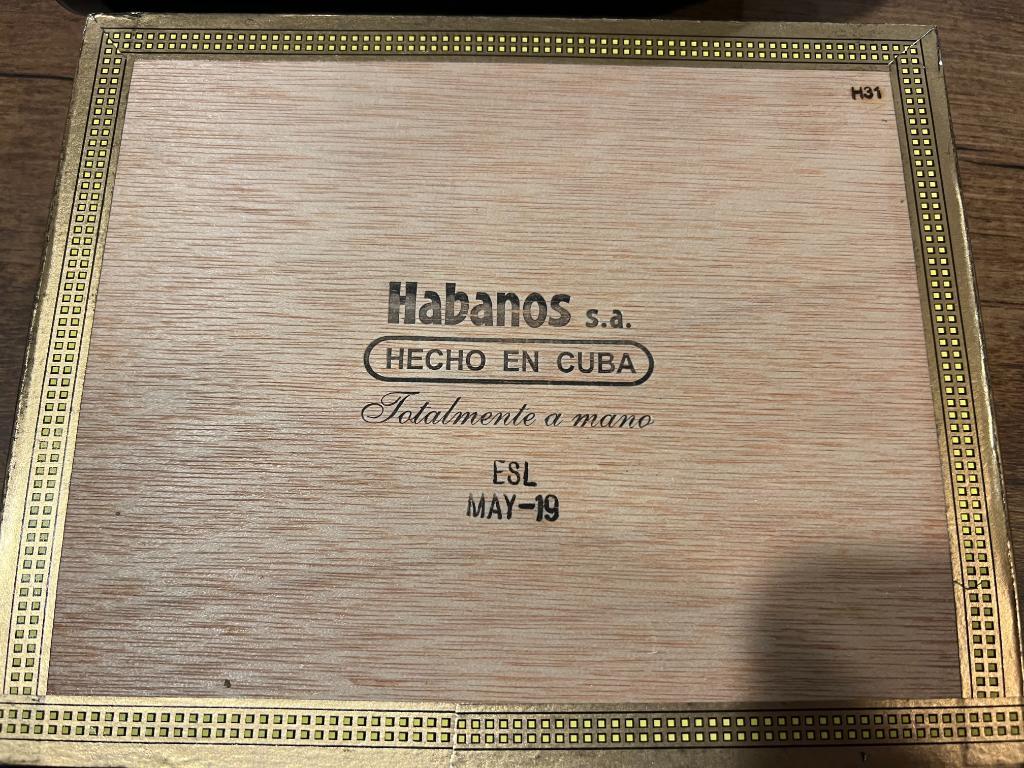 H31
Habanos s.a.
HECHO EN CUBA
Totalmente a mano
ESL
MAY-19